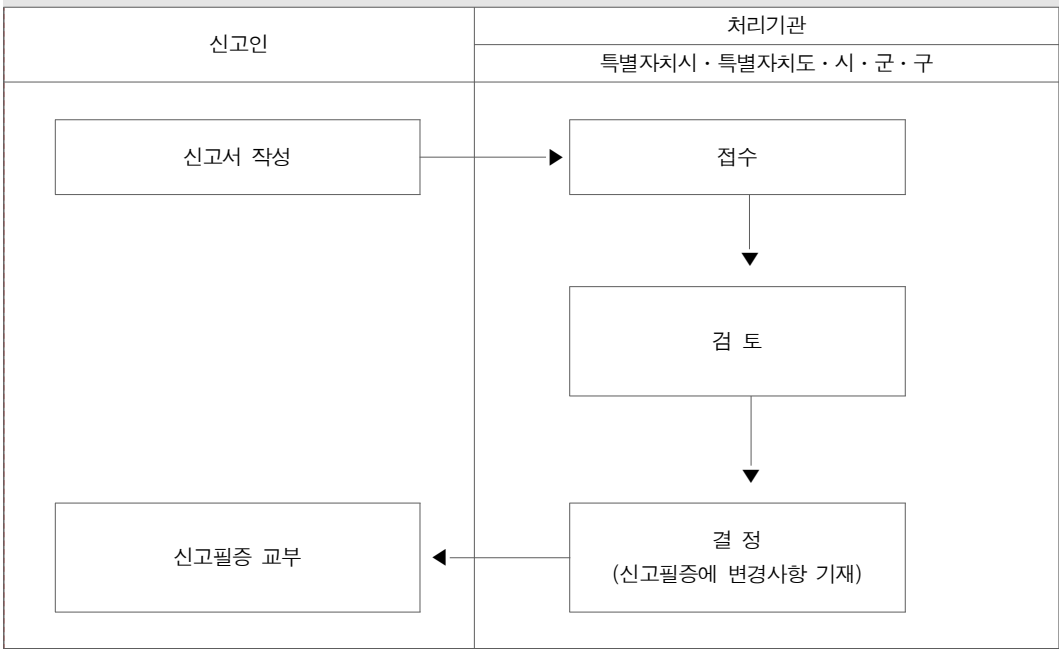 신고인
처리기관
특별자치시·특별자치도·시·군·구
신고서 작성
접수
검 토
결 정
(신고필증에 변경사항 기재)
신고필증 교부